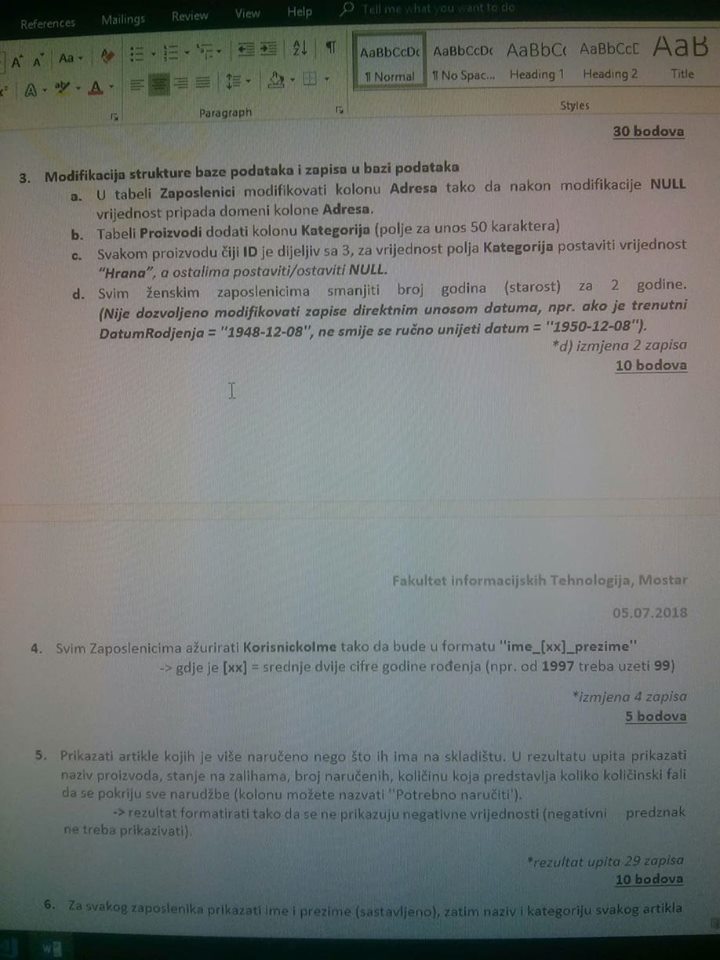 References Mailings Review View Help Tell me what you want to do
Aa
AaBbCcDc AaBbCcDc AaBbC( AaBbCcD AaB
¶ Normal ¶ No Spac... Heading 1 Heading 2 Title
Paragraph Styles
30 bodova
3. Modifikacija strukture baze podataka i zapisa u bazi podataka
a. U tabeli Zaposlenici modifikovati kolonu Adresa tako da nakon modifikacije NULL
vrijednost pripada domeni kolone Adresa.
b. Tabeli Proizvodi dodati kolonu Kategorija (polje za unos 50 karaktera)
c. Svakom proizvodu čiji ID je dijeljiv sa 3, za vrijednost polja Kategorija postaviti vrijednost
"Hrana", a ostalima postaviti/ostaviti NULL.
d. Svim ženskim zaposlenicima smanjiti broj godina (starost) za 2 godine.
(Nije dozvoljeno modifikovati zapise direktnim unosom datuma, npr. ako je trenutni
DatumRodjenja = "1948-12-08", ne smije se ručno unijeti datum = "1950-12-08").
*d) izmjena 2 zapisa
10 bodova
Fakultet informacijskih Tehnologija, Mostar
05.07.2018
4. Svim Zaposlenicima ažurirati KorisnickoIme tako da bude u formatu "ime_[xx]_prezime"
-> gdje je [xx] = srednje dvije cifre godine rođenja (npr. od 1997 treba uzeti 99)
*izmjena 4 zapisa
5 bodova
5. Prikazati artikle kojih je više naručeno nego što ih ima na skladištu. U rezultatu upita prikazati
naziv proizvoda, stanje na zalihama, broj naručenih, količinu koja predstavlja koliko količinski fali
da se pokriju sve narudžbe (kolonu možete nazvati "Potrebno naručiti').
-> rezultat formatirati tako da se ne prikazuju negativne vrijednosti (negativni predznak
ne treba prikazivati).
*rezultat upita 29 zapisa
10 bodova
6. Za svakog zaposlenika prikazati ime i prezime (sastavljeno), zatim naziv i kategoriju svakog artikla